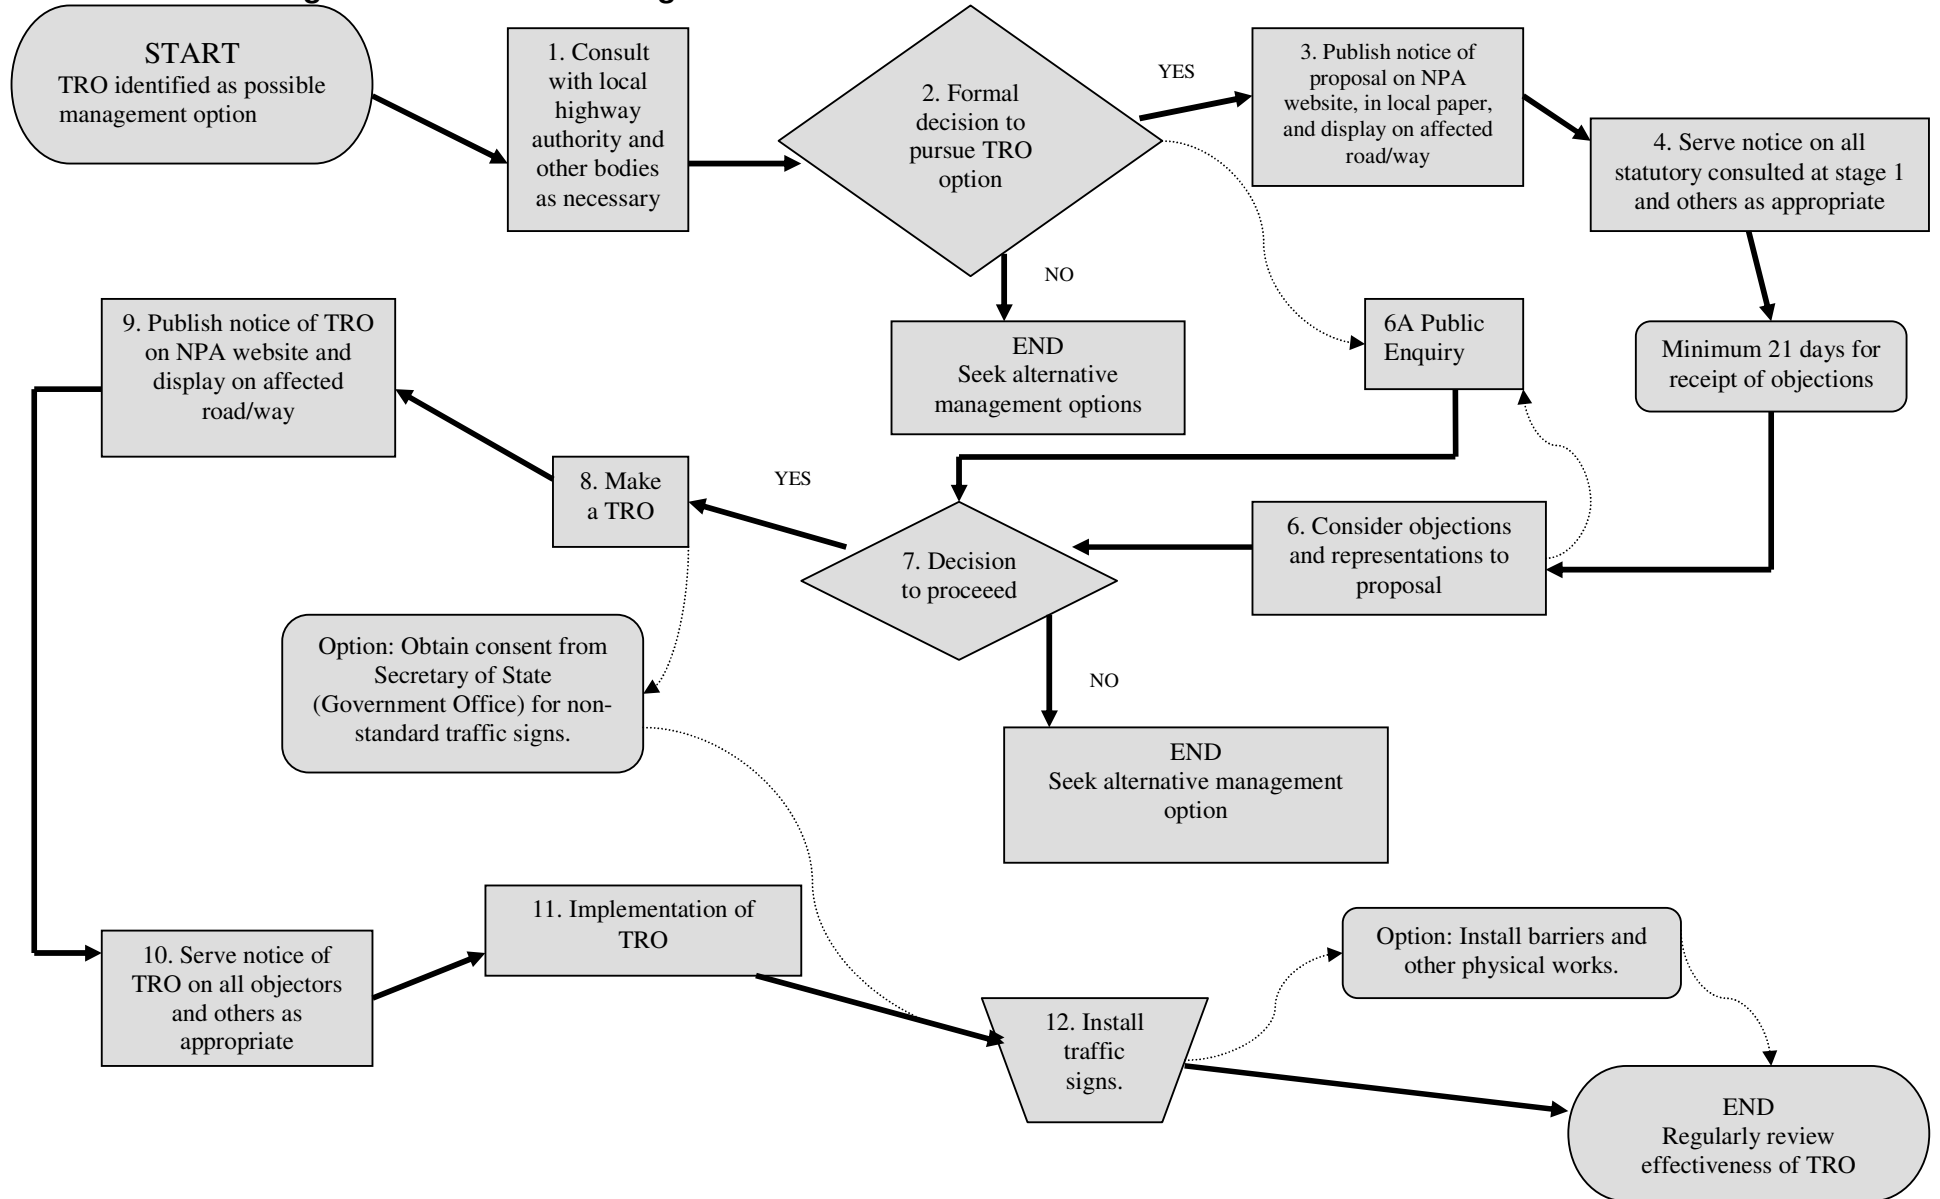 START
TRO identified as possible
management option
1. Consult
with local
highway
authority and
other bodies
as necessary
2. Formal
decision to
pursue TRO
option
YES
3. Publish notice of
proposal on NPA
website, in local paper,
and display on affected
road/way
4. Serve notice on all
statutory consulted at stage 1
and others as appropriate
NO
END
Seek alternative
management options
6A Public
Enquiry
Minimum 21 days for
receipt of objections
9. Publish notice of TRO
on NPA website and
display on affected
road/way
8. Make
a TRO
YES
7. Decision
to proceeed
6. Consider objections
and representations to
proposal
Option: Obtain consent from
Secretary of State
(Government Office) for non-
standard traffic signs.
NO
END
Seek alternative management
option
10. Serve notice of
TRO on all objectors
and others as
appropriate
11. Implementation of
TRO
12. Install
traffic
signs.
Option: Install barriers and
other physical works.
END
Regularly review
effectiveness of TRO